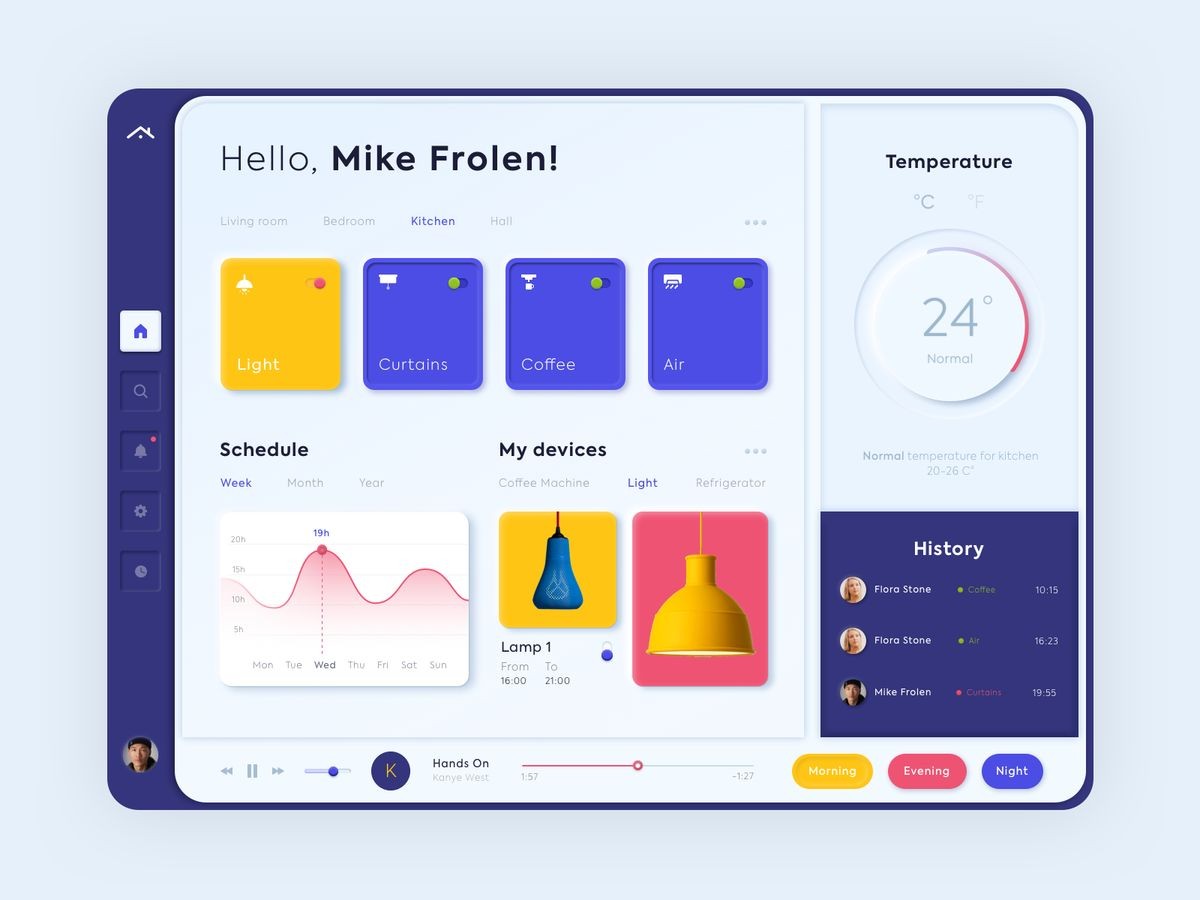 Hello, Mike Frolen!
Living room Bedroom Kitchen Hall
Light
Curtains
Coffee
Air
Schedule
Week Month Year
19h
20h
15h
10h
5h
Mon Tue Wed Thu Fri Sat Sun
My devices
Coffee Machine Light Refrigerator
Lamp 1
From To
16:00 21:00
Temperature
°C °F
24°
Normal
Normal temperature for kitchen
20-26 C°
History
Flora Stone Coffee 10:15
Flora Stone Air 16:23
Mike Frolen Curtains 19:55
K
Hands On
Kanye West
1:57 -1:27
Morning Evening Night